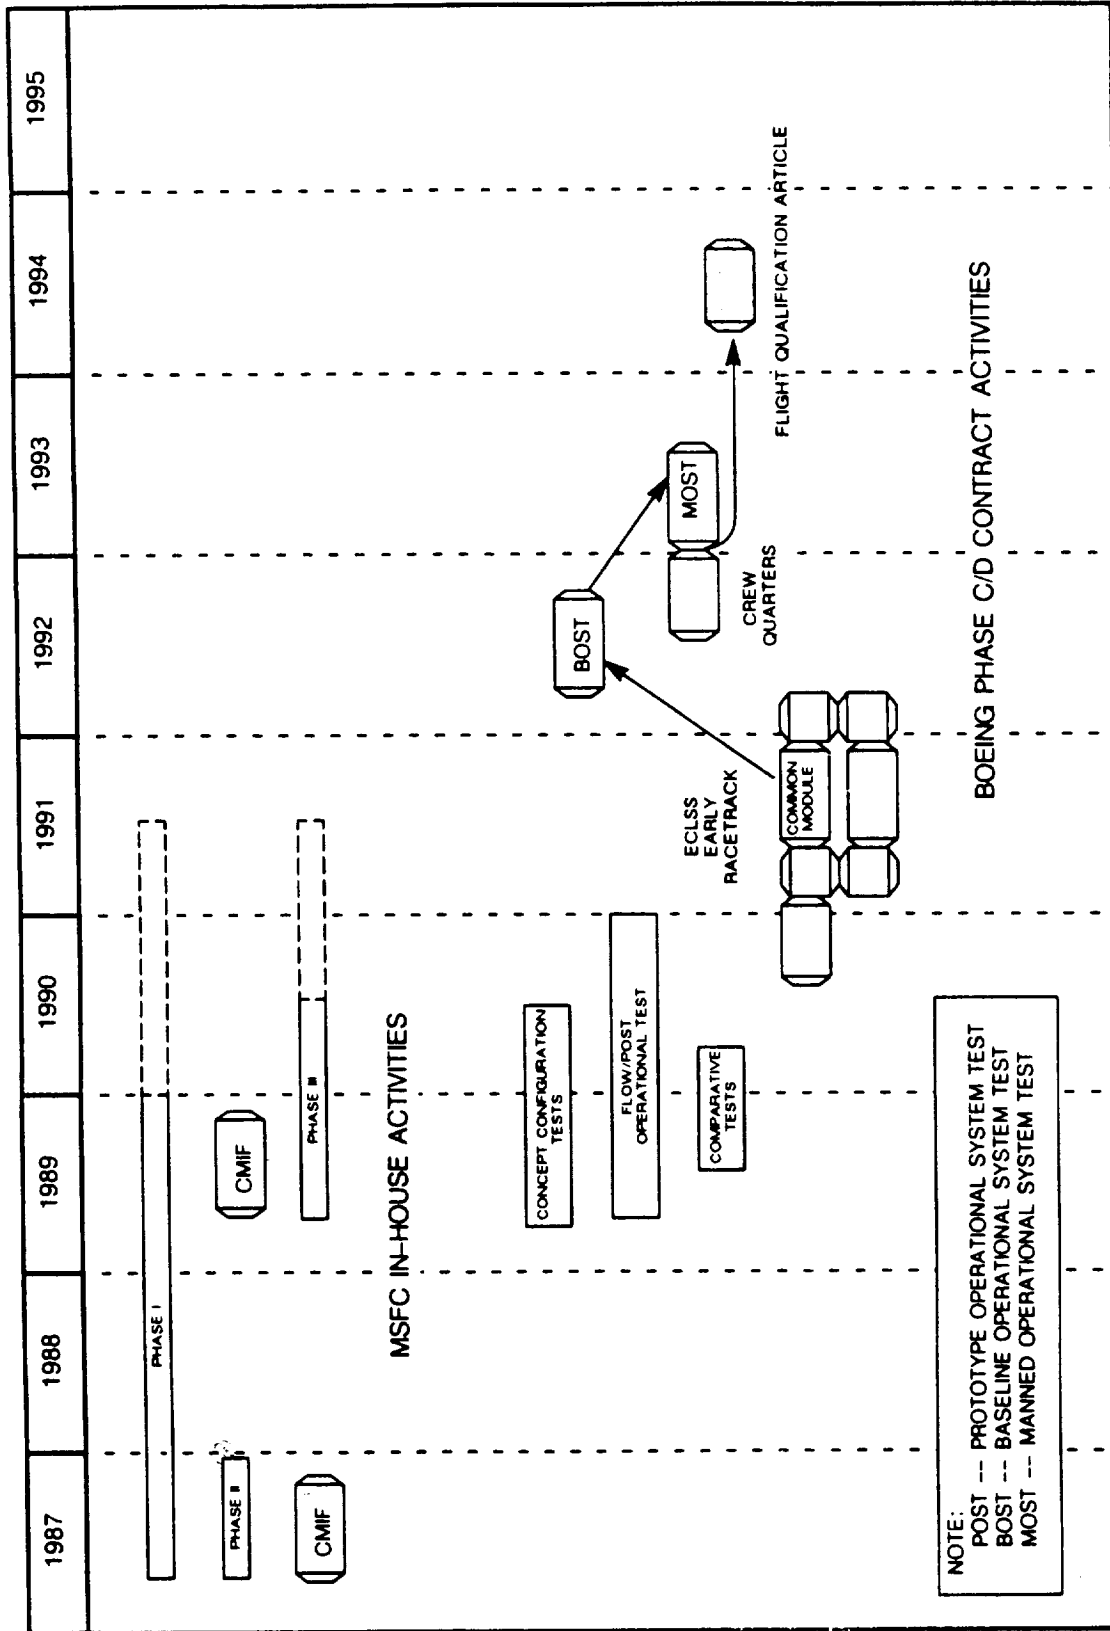 1987
1988
1989
1990
1991
1992
1993
1994
1995
PHASE I
PHASE II
CMIF
CMIF
PHASE III
MSFC IN-HOUSE ACTIVITIES
CONCEPT CONFIGURATION
TESTS
FLOW/POST
OPERATIONAL TEST
COMPARATIVE
TESTS
ECLSS
EARLY
RACETRACK
COMMON
MODULE
BOST
MOST
CREW
QUARTERS
FLIGHT QUALIFICATION ARTICLE
BOEING PHASE C/D CONTRACT ACTIVITIES
NOTE:
POST -- PROTOTYPE OPERATIONAL SYSTEM TEST
BOST -- BASELINE OPERATIONAL SYSTEM TEST
MOST -- MANNED OPERATIONAL SYSTEM TEST